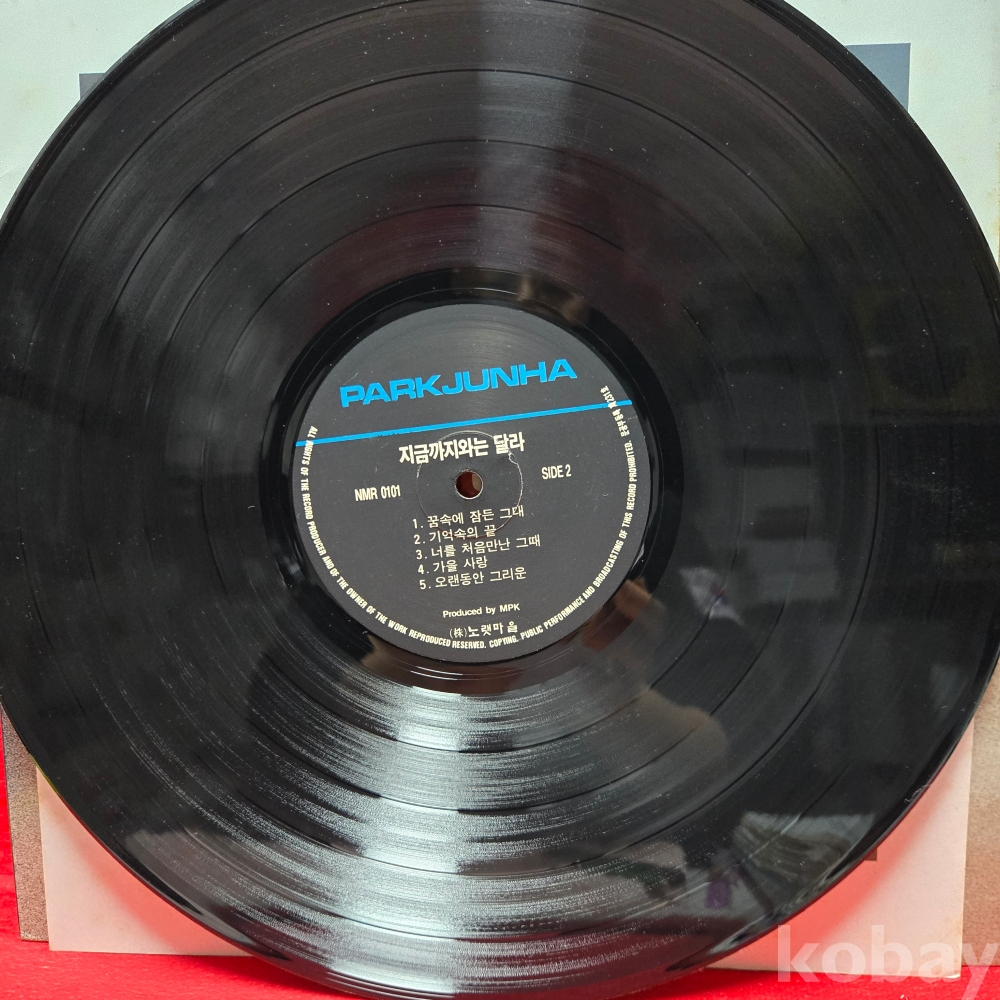 PARKJUNHA
지금까지와는 달라
NMR 0101
SIDE 2
1. 꿈속에 잠든 그대
2. 기억속의 끝
3. 너를 처음만난 그때
4. 가을 사랑
5. 오랜동안 그리운
Produced by MPK
(株)노랫마을
ALL RIGHTS OF THE RECORD PRODUCER AND OF THE OWNER OF THE WORK REPRODUCED RESERVED. COPTING. PUBLIC PERFORMANCE AND BROADCASTING OF THIS RECORD PROHIBITED.
kobay